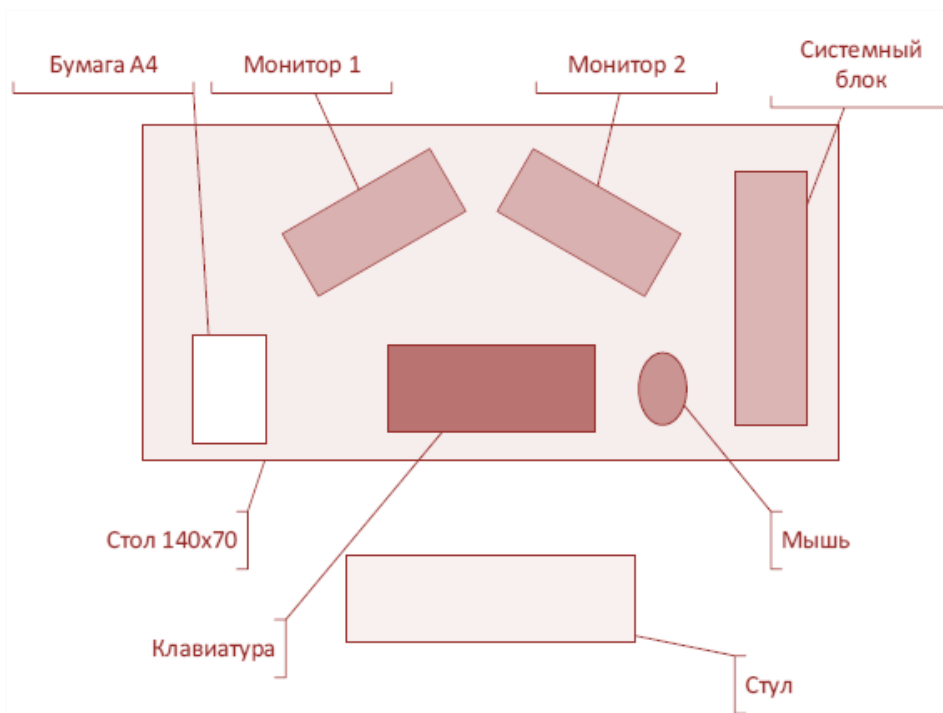 Бумага А4
Монитор 1
Монитор 2
Системный
блок
Стол 140х70
Мышь
Клавиатура
Стул